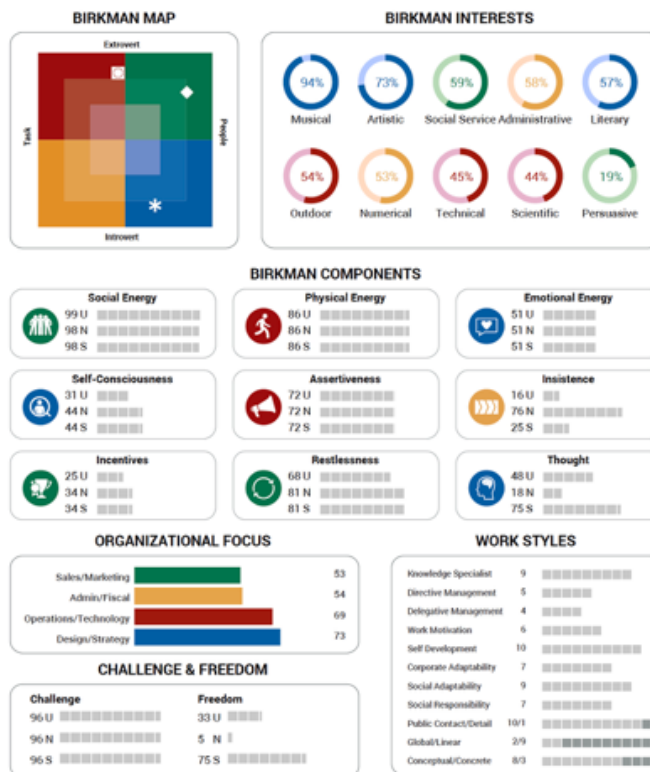 BIRKMAN MAP
Extrovert
Task
People
Introvert
BIRKMAN INTERESTS
94% 73% 59% 58% 57%
Musical Artistic Social Service Administrative Literary
54% 53% 45% 44% 19%
Outdoor Numerical Technical Scientific Persuasive
BIRKMAN COMPONENTS
Social Energy
99 U
98 N
98 S
Physical Energy
86 U
86 N
86 S
Emotional Energy
51 U
51 N
51 S
Self-Consciousness
31 U
44 N
44 S
Assertiveness
72 U
72 N
72 S
Insistence
16 U
76 N
25 S
Incentives
25 U
34 N
34 S
Restlessness
68 U
81 N
81 S
Thought
48 U
18 N
75 S
ORGANIZATIONAL FOCUS
Sales/Marketing 53
Admin/Fiscal 54
Operations/Technology 69
Design/Strategy 73
CHALLENGE & FREEDOM
Challenge
96 U
96 N
96 S
Freedom
33 U
5 N
75 S
WORK STYLES
Knowledge Specialist 9
Directive Management 5
Delegative Management 4
Work Motivation 6
Self Development 10
Corporate Adaptability 7
Social Adaptability 9
Social Responsibility 7
Public Contact/Detail 10/1
Global/Linear 2/9
Conceptual/Concrete 8/3